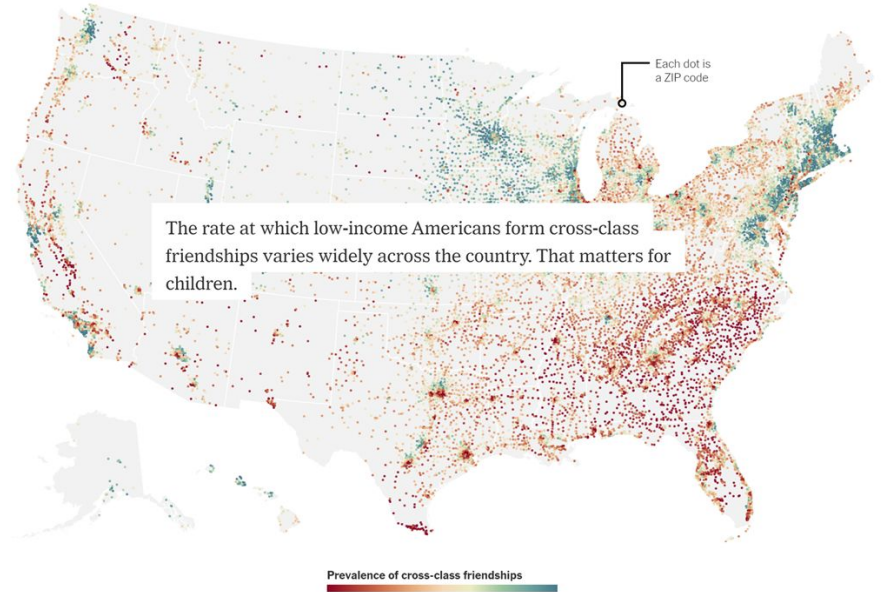 Each dot is
a ZIP code
The rate at which low-income Americans form cross-class
friendships varies widely across the country. That matters for
children.
Prevalence of cross-class friendships